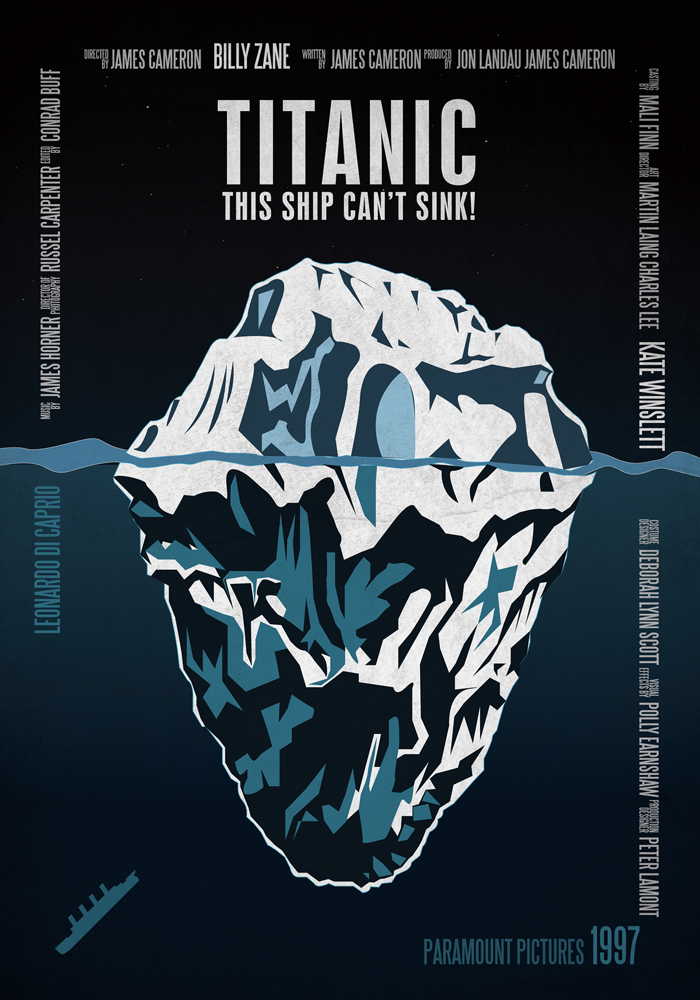 DIRECTED BY JAMES CAMERON BILLY ZANE WRITTEN BY JAMES CAMERON PRODUCED BY JON LANDAU JAMES CAMERON
TITANIC
THIS SHIP CAN'T SINK!
MUSIC BY JAMES HORNER DIRECTOR OF PHOTOGRAPHY RUSSEL CARPENTER EDITED BY CONRAD BUFF
LEONARDO DI CAPRIO
CASTING BY MALI FINN ART DIRECTOR MARTIN LAING CHARLES LEE KATE WINSLETT
COSTUME DESIGNER DEBORAH LYNN SCOTT VISUAL EFFECTS BY POLLY EARNSHAW PRODUCTION DESIGNER PETER LAMONT
PARAMOUNT PICTURES 1997